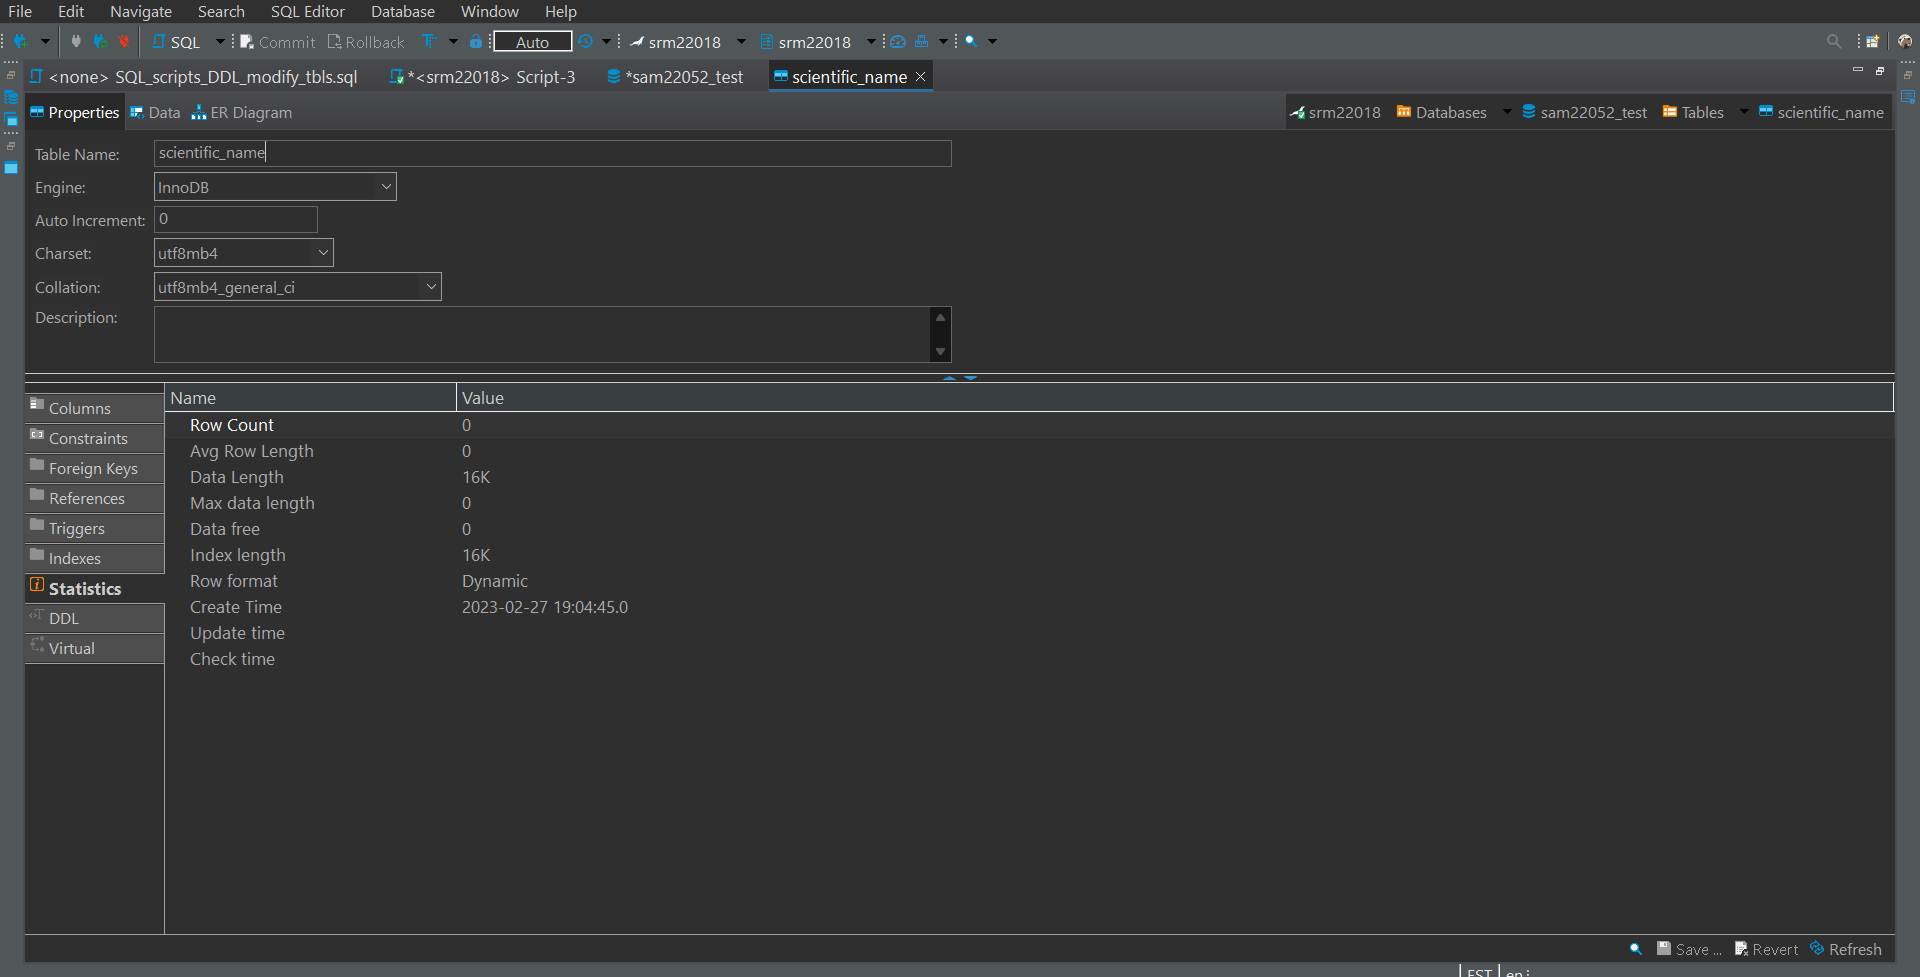 File Edit Navigate Search SQL Editor Database Window Help
SQL Commit Rollback Auto srm22018 srm22018
<none> SQL_scripts_DDL_modify_tbls.sql *<srm22018> Script-3 *sam22052_test scientific_name
Properties Data ER Diagram srm22018 Databases sam22052_test Tables scientific_name
Table Name: scientific_name
Engine: InnoDB
Auto Increment: 0
Charset: utf8mb4
Collation: utf8mb4_general_ci
Description:
Columns
Constraints
Foreign Keys
References
Triggers
Indexes
Statistics
DDL
Virtual
Name Value
Row Count 0
Avg Row Length 0
Data Length 16K
Max data length 0
Data free 0
Index length 16K
Row format Dynamic
Create Time 2023-02-27 19:04:45.0
Update time
Check time
Save ... Revert Refresh
EST en